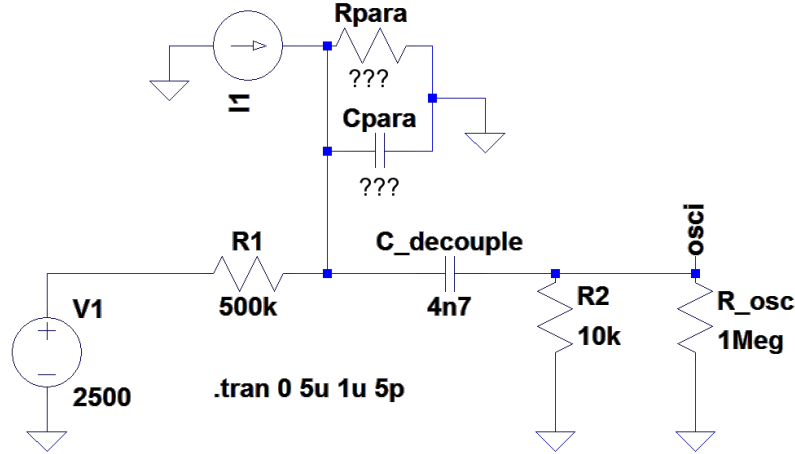 Rpara
???
I1
Cpara
???
osci
R1
500k
C_decouple
4n7
V1
2500
R2
10k
R_osc
1Meg
.tran 0 5u 1u 5p